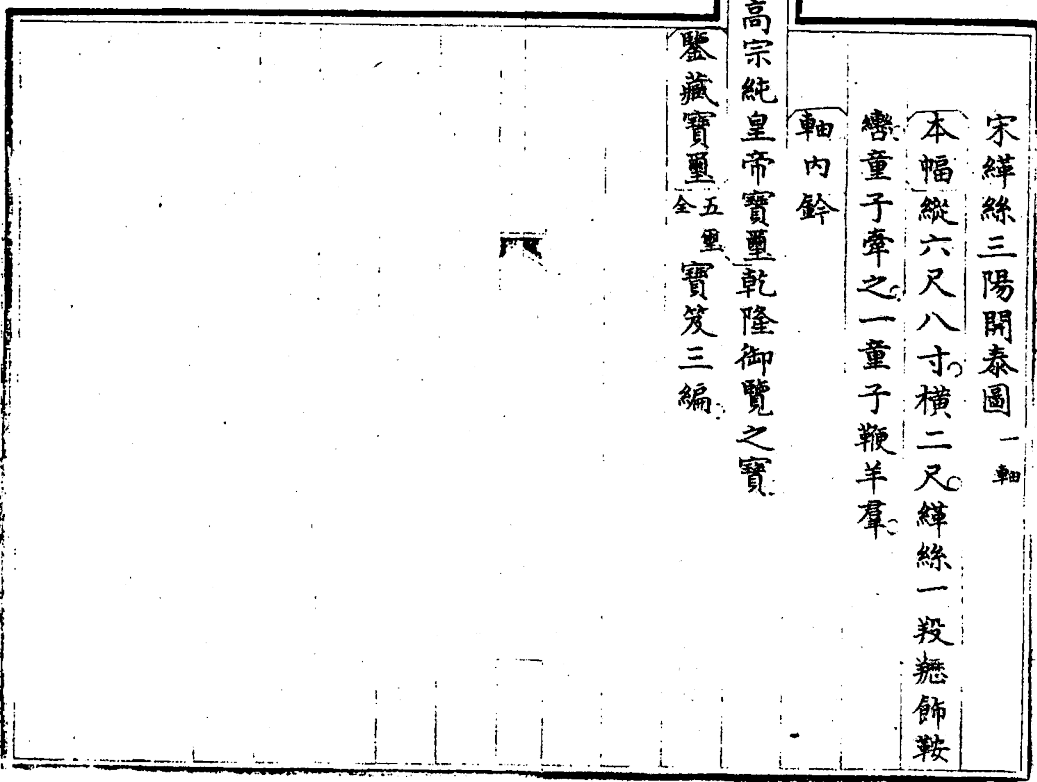 宋緙絲三陽開泰圖一軸
本幅縱六尺八寸橫二尺緙絲一羖䍽飾鞍
轡童子牽之一童子鞭羊羣
軸內鈐
高宗純皇帝寶璽乾隆御覽之寶
鑒藏寶璽五璽全寶笈三編